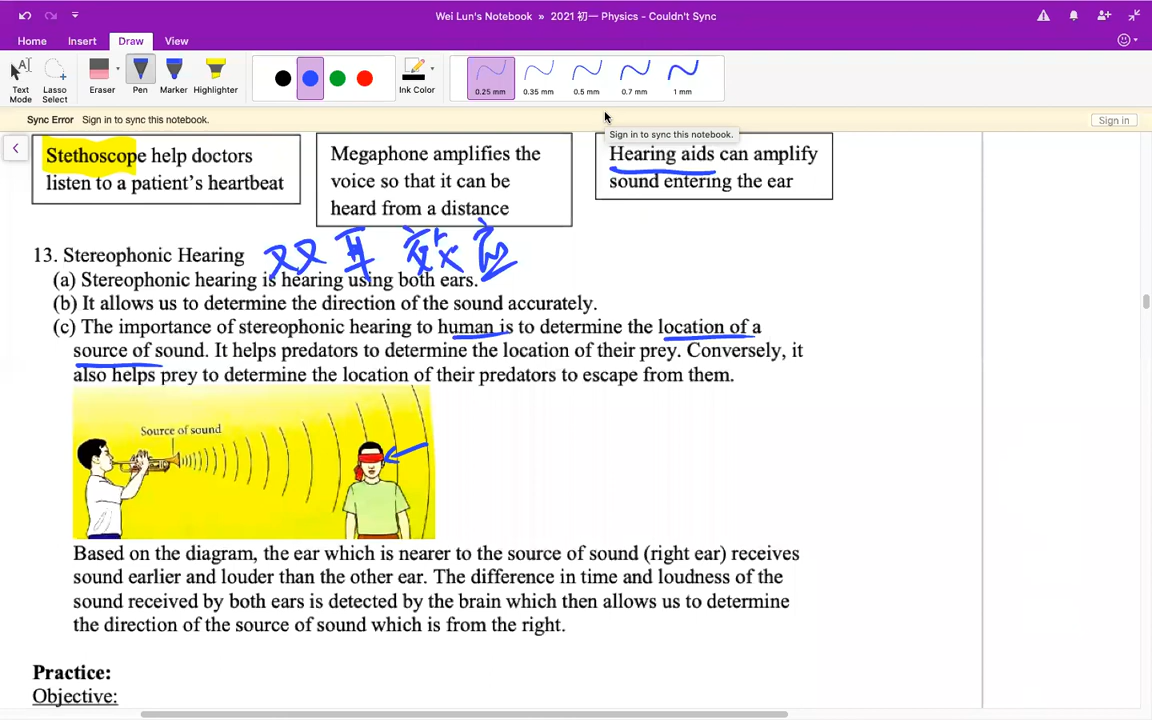 Wei Lun's Notebook » 2021 初一 Physics - Couldn't Sync
Home Insert Draw View
Text Mode
Lasso Select
Eraser
Pen
Marker
Highlighter
Ink Color
0.25 mm 0.35 mm 0.5 mm 0.7 mm 1 mm
Sync Error Sign in to sync this notebook. Sign in
Sign in to sync this notebook.
Stethoscope help doctors
listen to a patient's heartbeat
Megaphone amplifies the
voice so that it can be
heard from a distance
Hearing aids can amplify
sound entering the ear
13. Stereophonic Hearing 双耳效应
(a) Stereophonic hearing is hearing using both ears.
(b) It allows us to determine the direction of the sound accurately.
(c) The importance of stereophonic hearing to human is to determine the location of a
source of sound. It helps predators to determine the location of their prey. Conversely, it
also helps prey to determine the location of their predators to escape from them.
Source of sound
Based on the diagram, the ear which is nearer to the source of sound (right ear) receives
sound earlier and louder than the other ear. The difference in time and loudness of the
sound received by both ears is detected by the brain which then allows us to determine
the direction of the source of sound which is from the right.
Practice:
Objective: